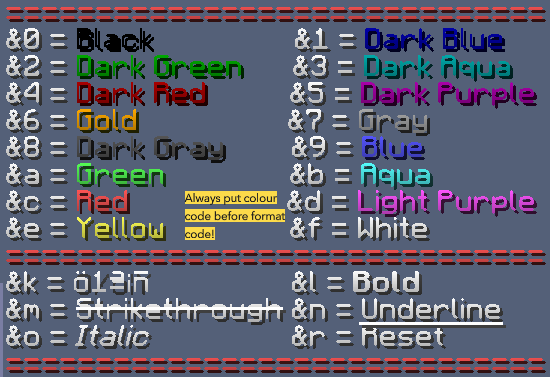 &0 = Black &1 = Dark Blue
&2 = Dark Green &3 = Dark Aqua
&4 = Dark Red &5 = Dark Purple
&6 = Gold &7 = Gray
&8 = Dark Gray &9 = Blue
&a = Green &b = Aqua
&c = Red &d = Light Purple
&e = Yellow &f = White
Always put colour
code before format
code!
&k = &l = Bold
&m = Strikethrough &n = Underline
&o = Italic &r = Reset